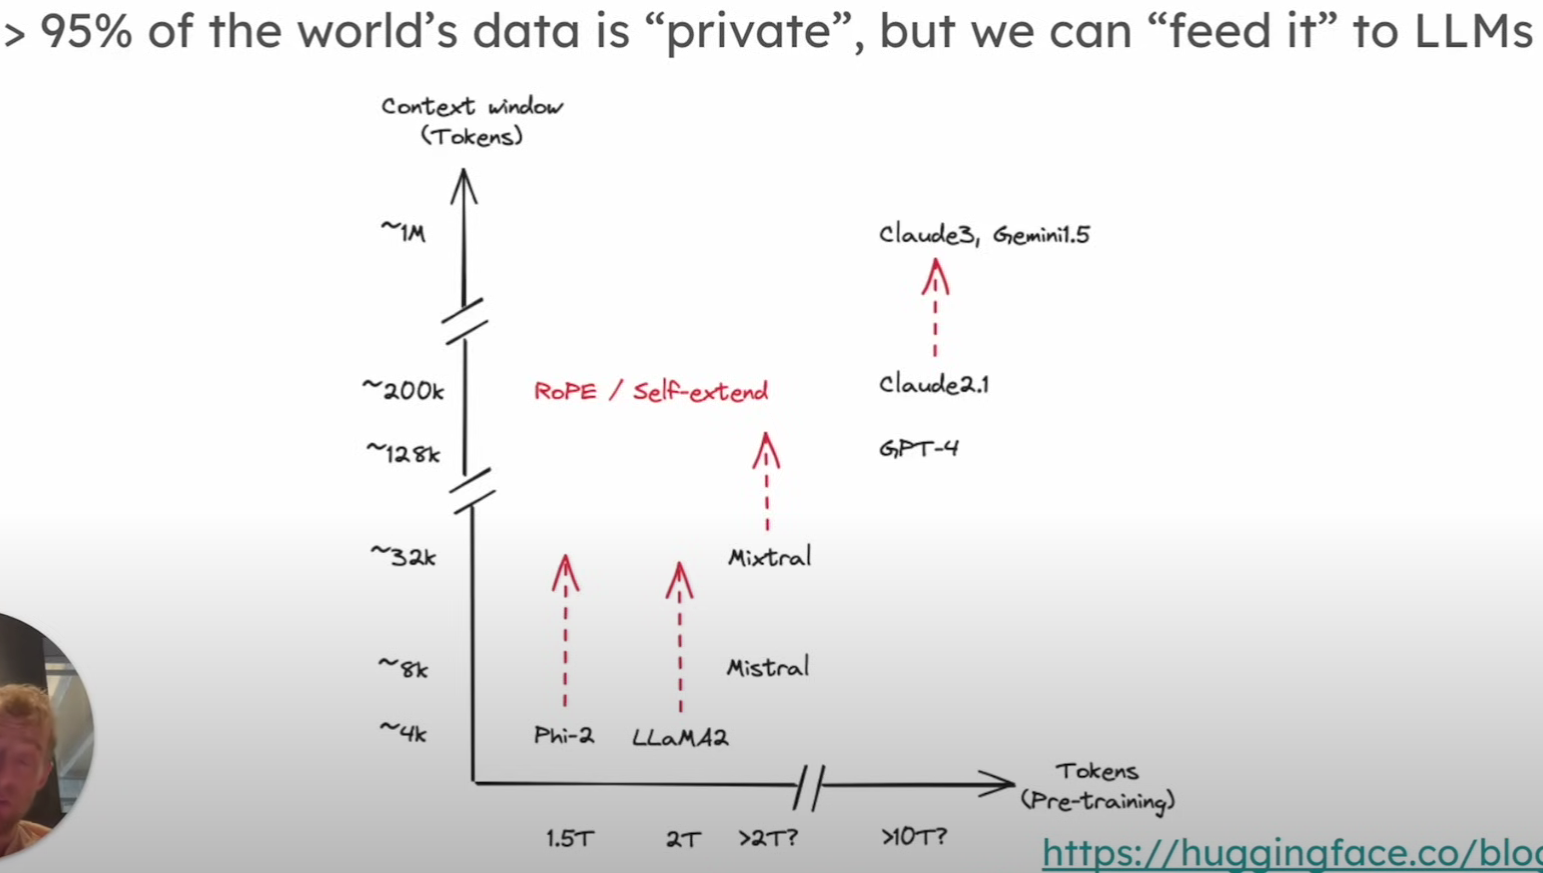 > 95% of the world's data is “private”, but we can “feed it” to LLMs
Context window
(Tokens)
~1M
Claude3, Gemini1.5
~200k
RoPE / Self-extend
Claude2.1
~128k
GPT-4
~32k
Mixtral
~8k
Mistral
~4k
Phi-2
LLaMA2
Tokens
(Pre-training)
1.5T
2T
>2T?
>10T?
https://huggingface.co/blo